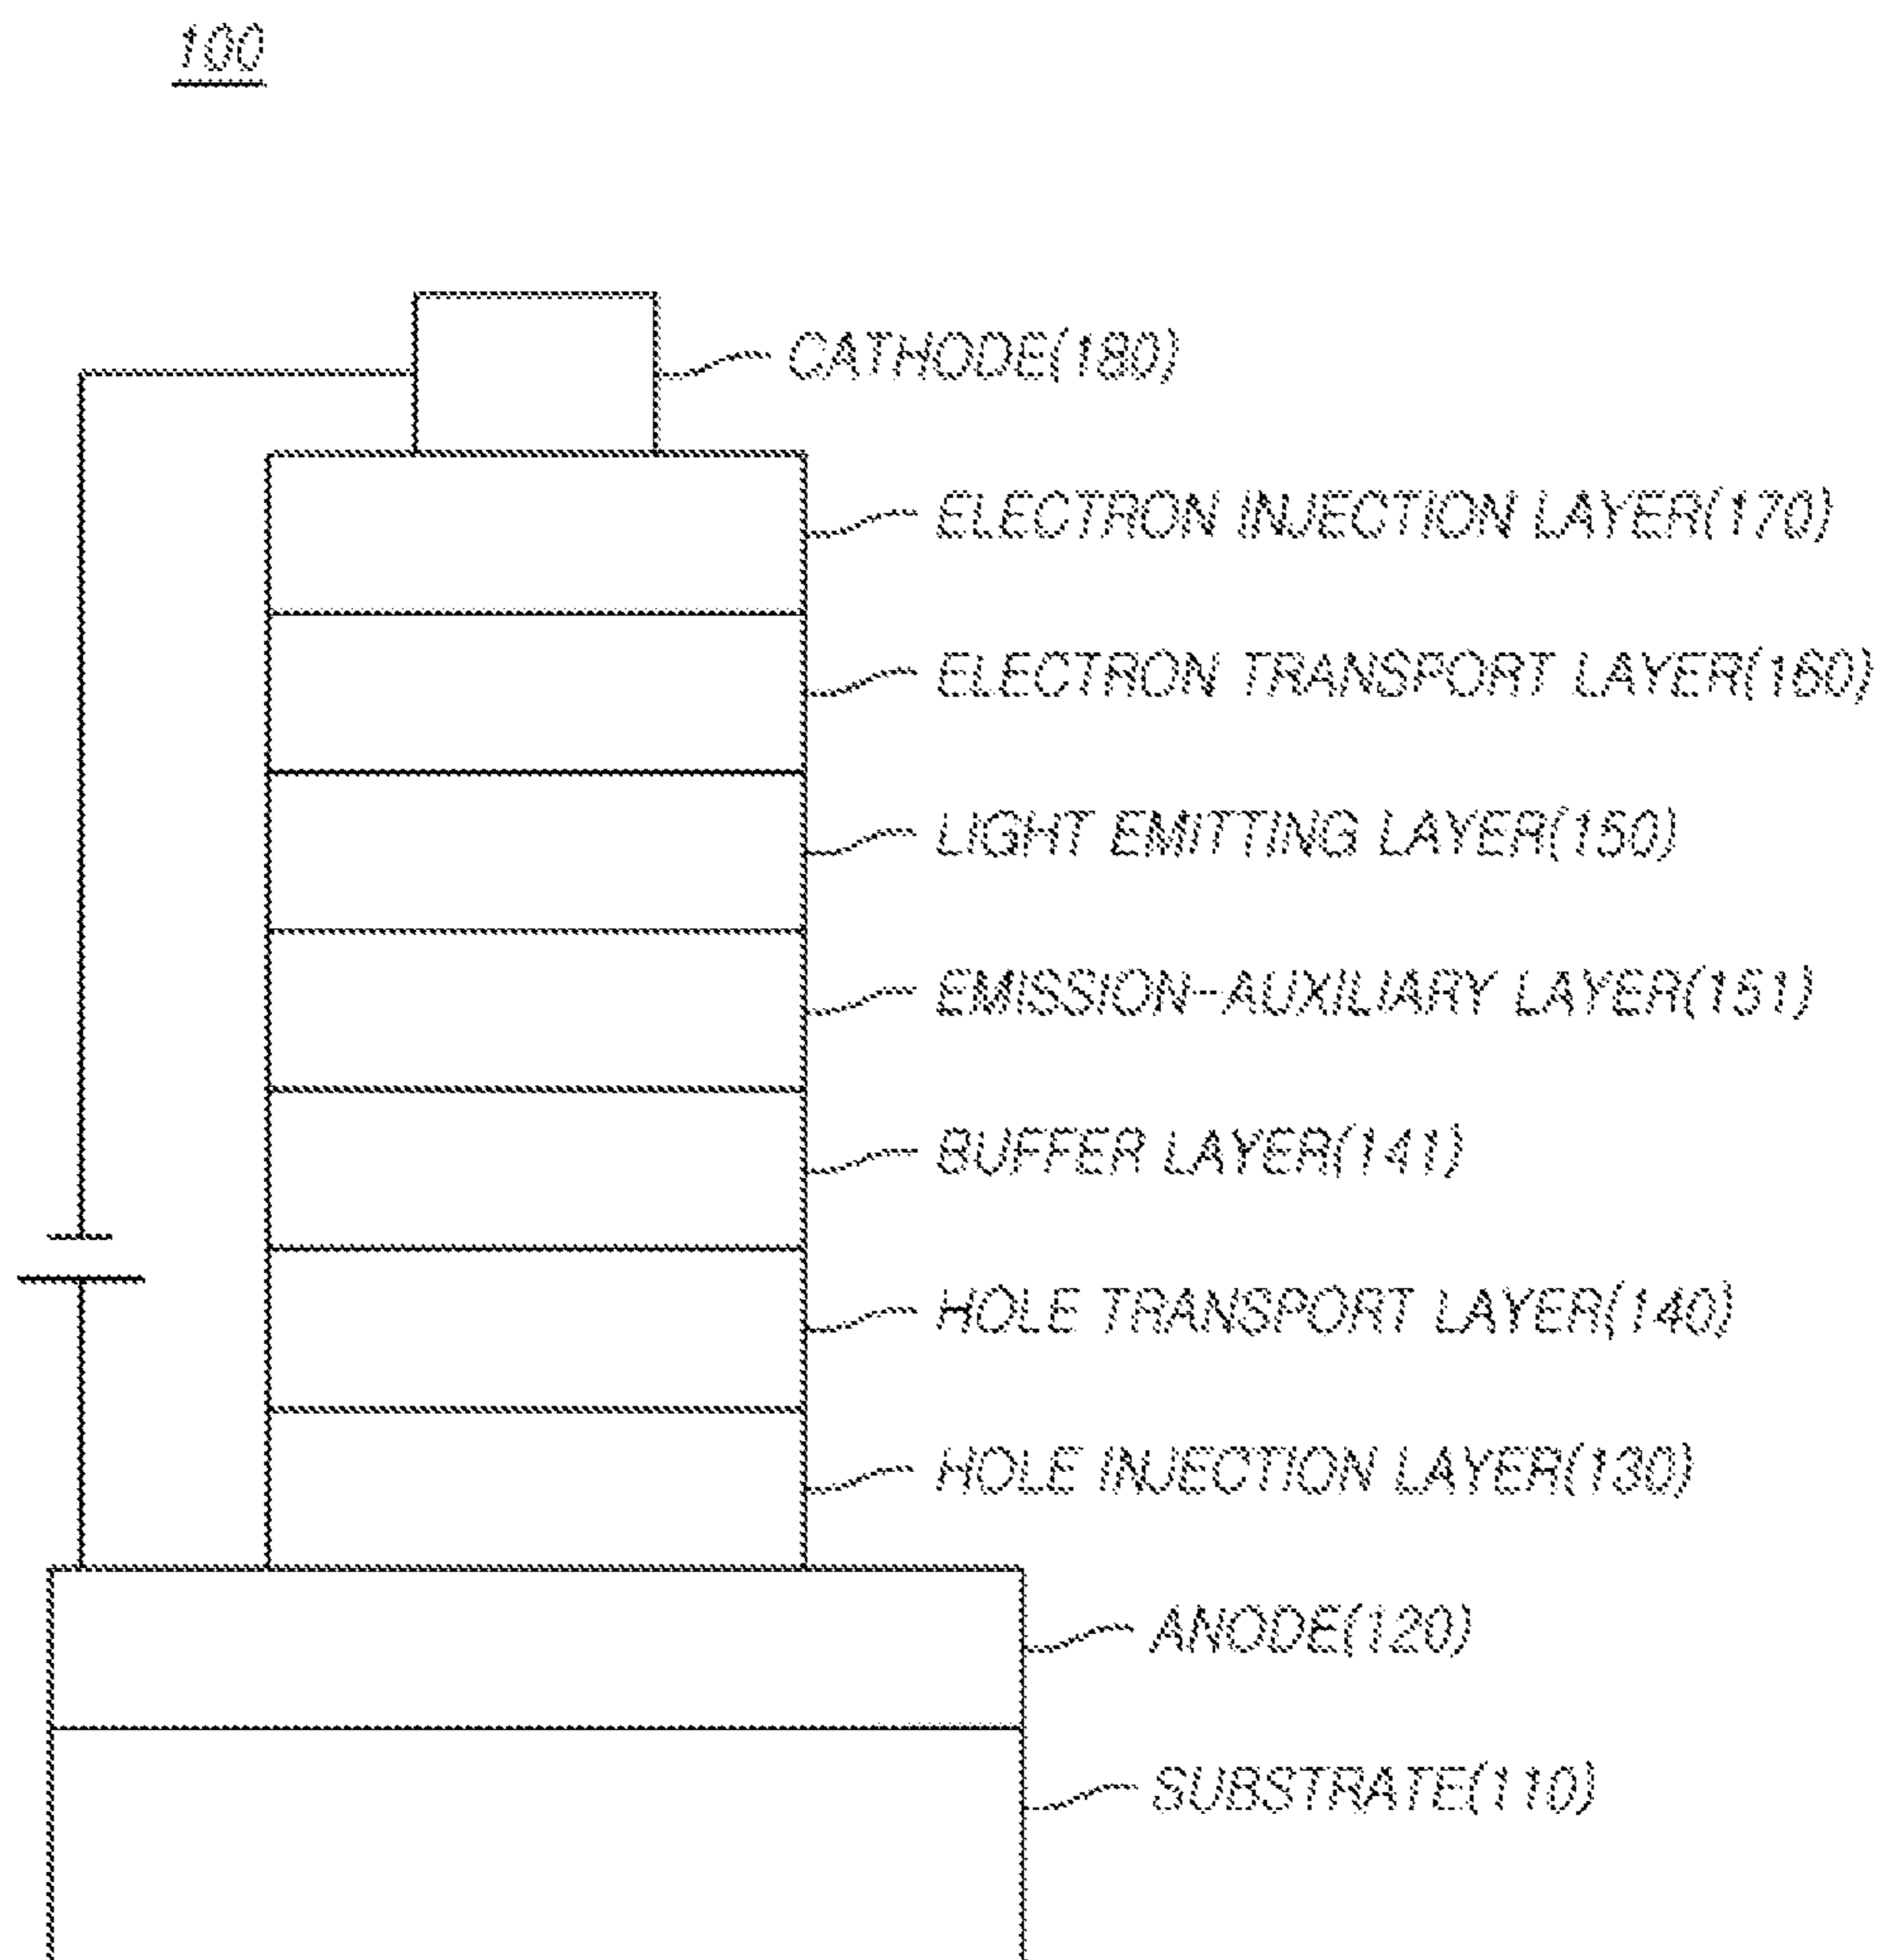 100
CATHODE(180)
ELECTRON INJECTION LAYER(170)
ELECTRON TRANSPORT LAYER(160)
LIGHT EMITTING LAYER(150)
EMISSION-AUXILIARY LAYER(151)
BUFFER LAYER(141)
HOLE TRANSPORT LAYER(140)
HOLE INJECTION LAYER(130)
ANODE(120)
SUBSTRATE(110)